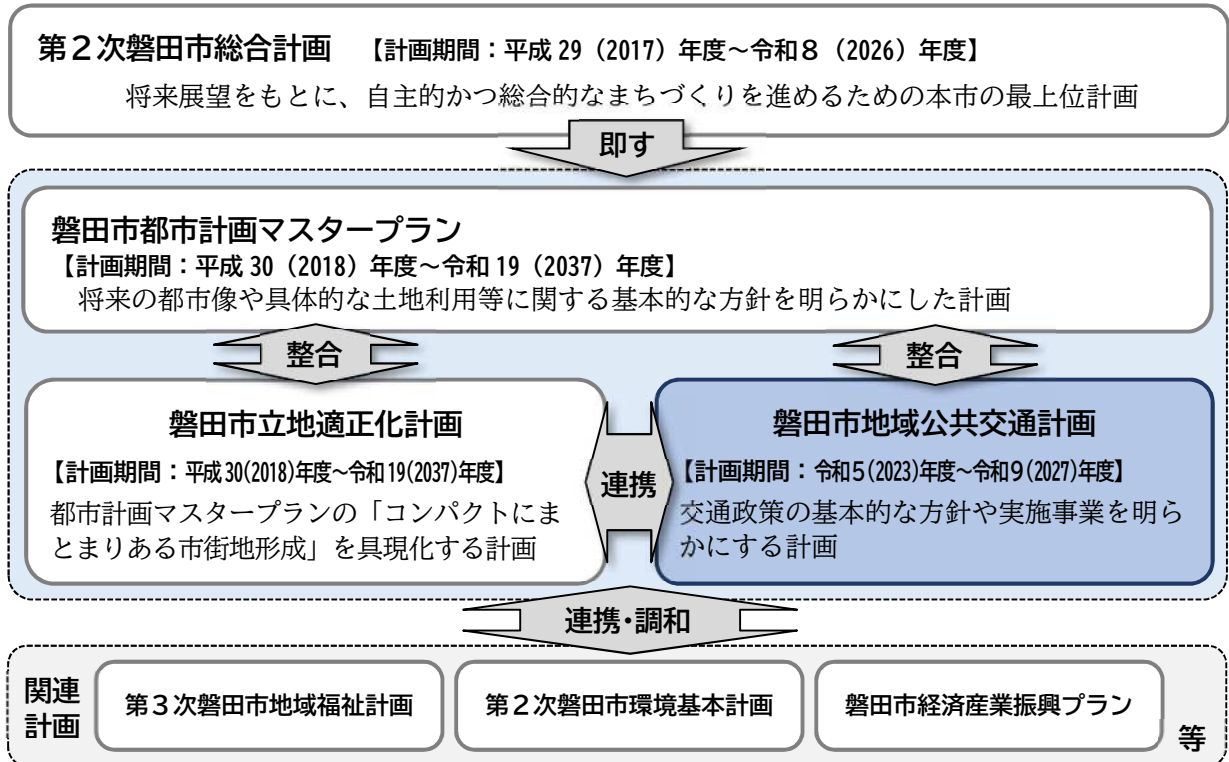 第2次磐田市総合計画 【計画期間：平成 29（2017）年度～令和8（2026）年度】
将来展望をもとに、自主的かつ総合的なまちづくりを進めるための本市の最上位計画
即す
磐田市都市計画マスタープラン
【計画期間：平成 30（2018）年度～令和 19（2037）年度】
将来の都市像や具体的な土地利用等に関する基本的な方針を明らかにした計画
整合
整合
磐田市立地適正化計画
【計画期間：平成30(2018)年度～令和19(2037)年度】
都市計画マスタープランの「コンパクトにま
とまりある市街地形成」を具現化する計画
連携
磐田市地域公共交通計画
【計画期間：令和5(2023)年度～令和9(2027)年度】
交通政策の基本的な方針や実施事業を明ら
かにする計画
連携・調和
関連
計画
第3次磐田市地域福祉計画
第2次磐田市環境基本計画
磐田市経済産業振興プラン
等